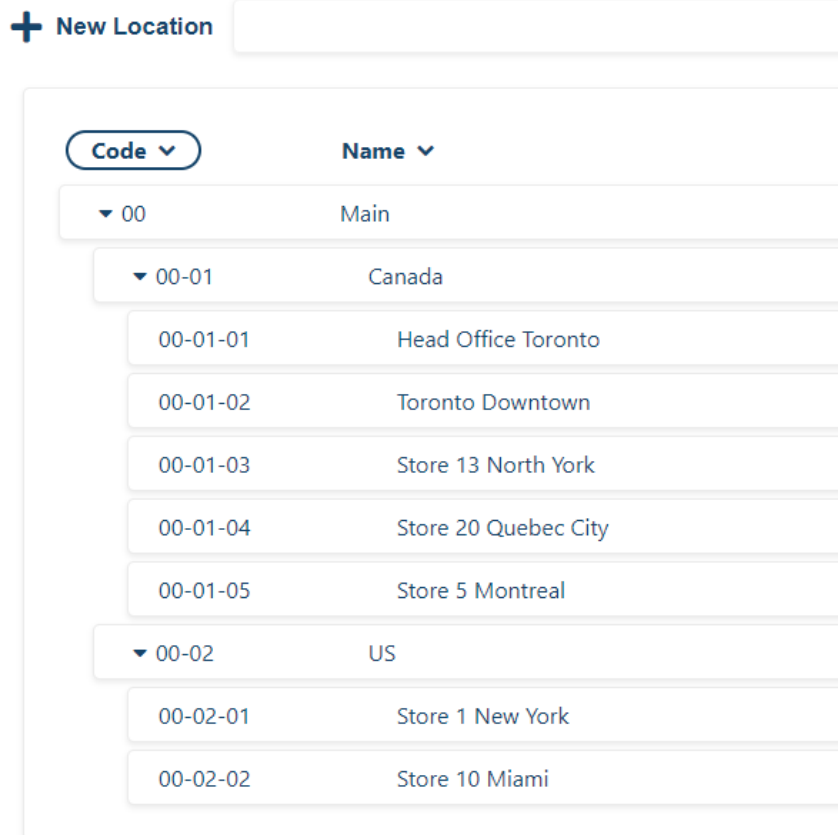 New Location
Code Name
00 Main
00-01 Canada
00-01-01 Head Office Toronto
00-01-02 Toronto Downtown
00-01-03 Store 13 North York
00-01-04 Store 20 Quebec City
00-01-05 Store 5 Montreal
00-02 US
00-02-01 Store 1 New York
00-02-02 Store 10 Miami